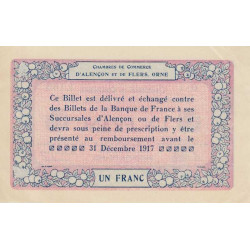 CHAMBRE DE COMMERCE
D'ALENÇON ET DE FLERS, ORNE
Ce Billet est délivré et échangé contre
des Billets de la Banque de France à ses
Succursales d'Alençon ou de Flers et
devra sous peine de prescription y être
présenté au remboursement avant le
31 Décembre 1917
UN FRANC